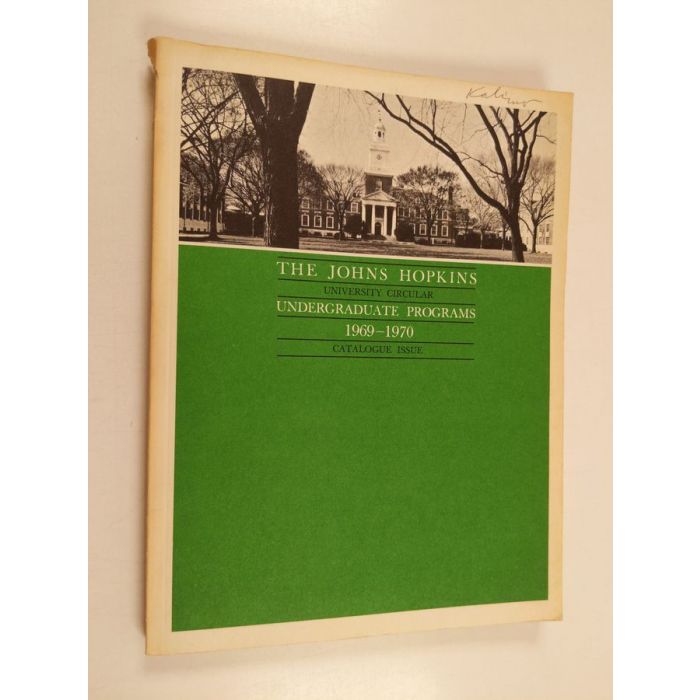 THE JOHNS HOPKINS
UNIVERSITY CIRCULAR
UNDERGRADUATE PROGRAMS
1969–1970
CATALOGUE ISSUE